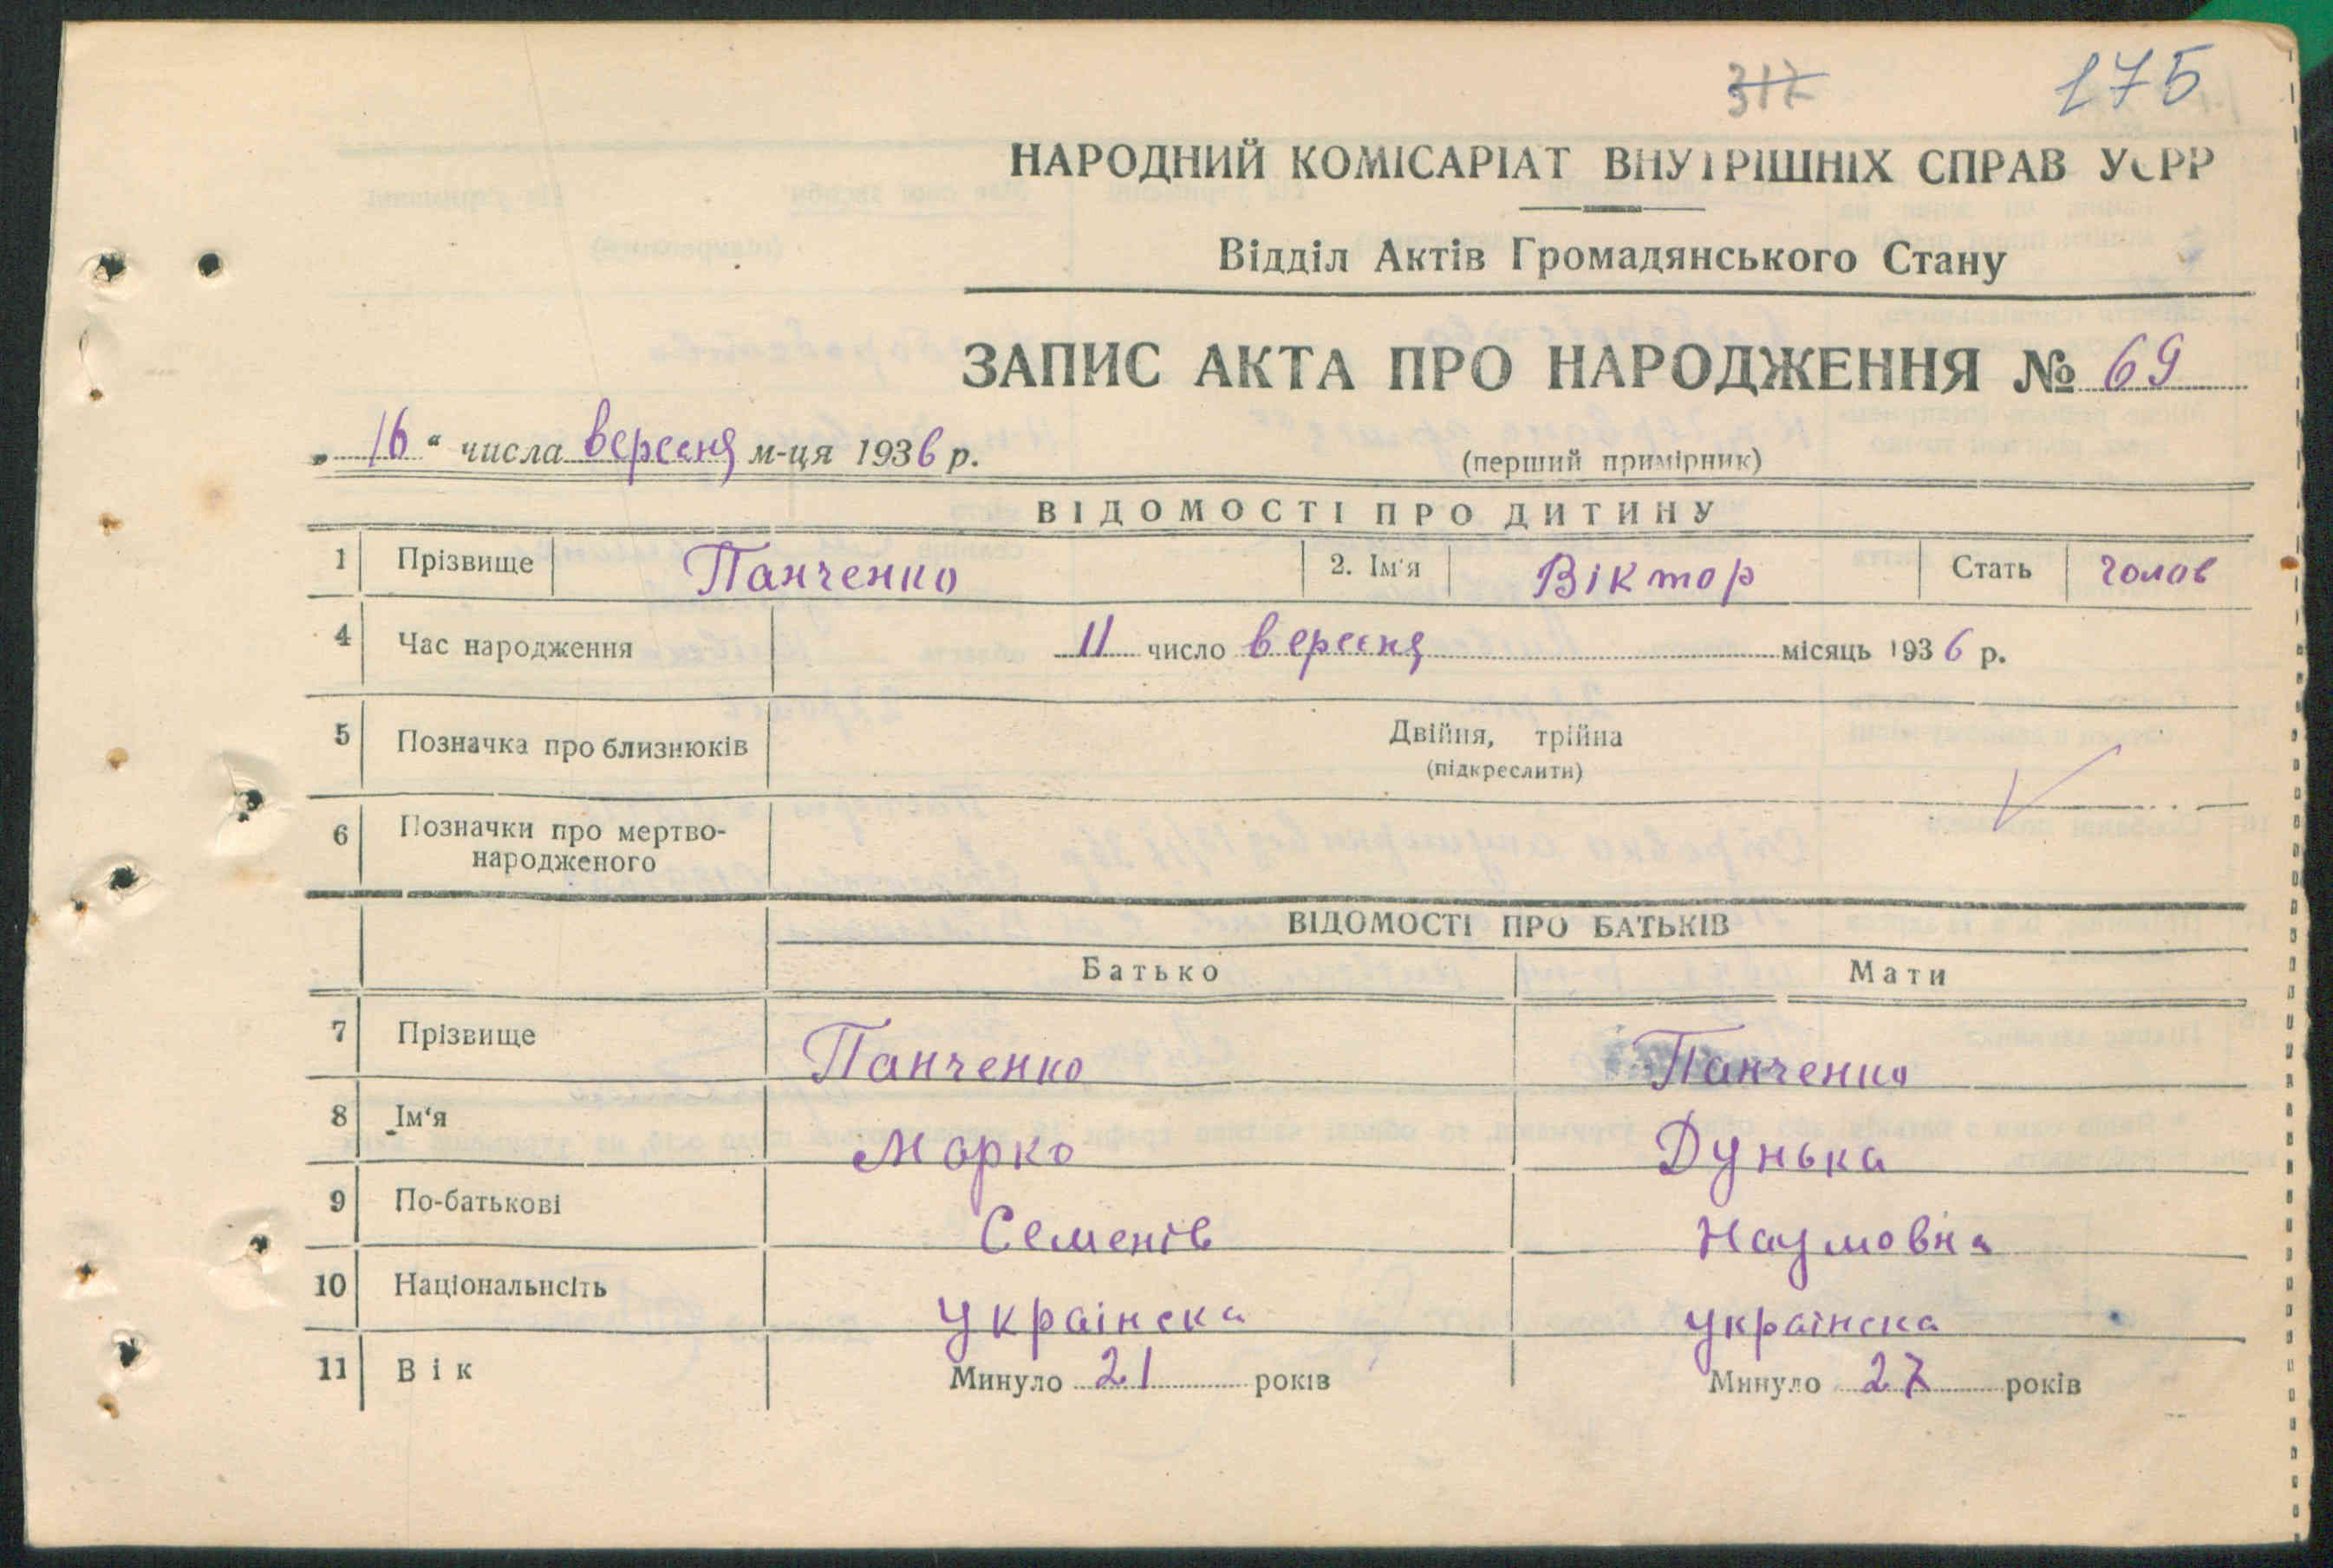 317 175
НАРОДНИЙ КОМІСАРІАТ ВНУТРІШНІХ СПРАВ УСРР
Відділ Актів Громадянського Стану
ЗАПИС АКТА ПРО НАРОДЖЕННЯ № 69
„ 16 “ числа вересня м-ця 1936 р.
(перший примірник)
ВІДОМОСТІ ПРО ДИТИНУ
1 Прізвище Панченко 2. Ім'я Віктор Стать Чолов
4 Час народження 11 число вересня місяць 1936 р.
5 Позначка про близнюків Двійня, трійна
(підкреслити)
6 Позначки про мертво-
народженого
ВІДОМОСТІ ПРО БАТЬКІВ
Батько Мати
7 Прізвище Панченко Панченко
8 Ім‘я Марко Дунька
9 По-батькові Семенів Наумовна
10 Національнсіть українска українска
11 Вік Минуло 21 років Минуло 27 років